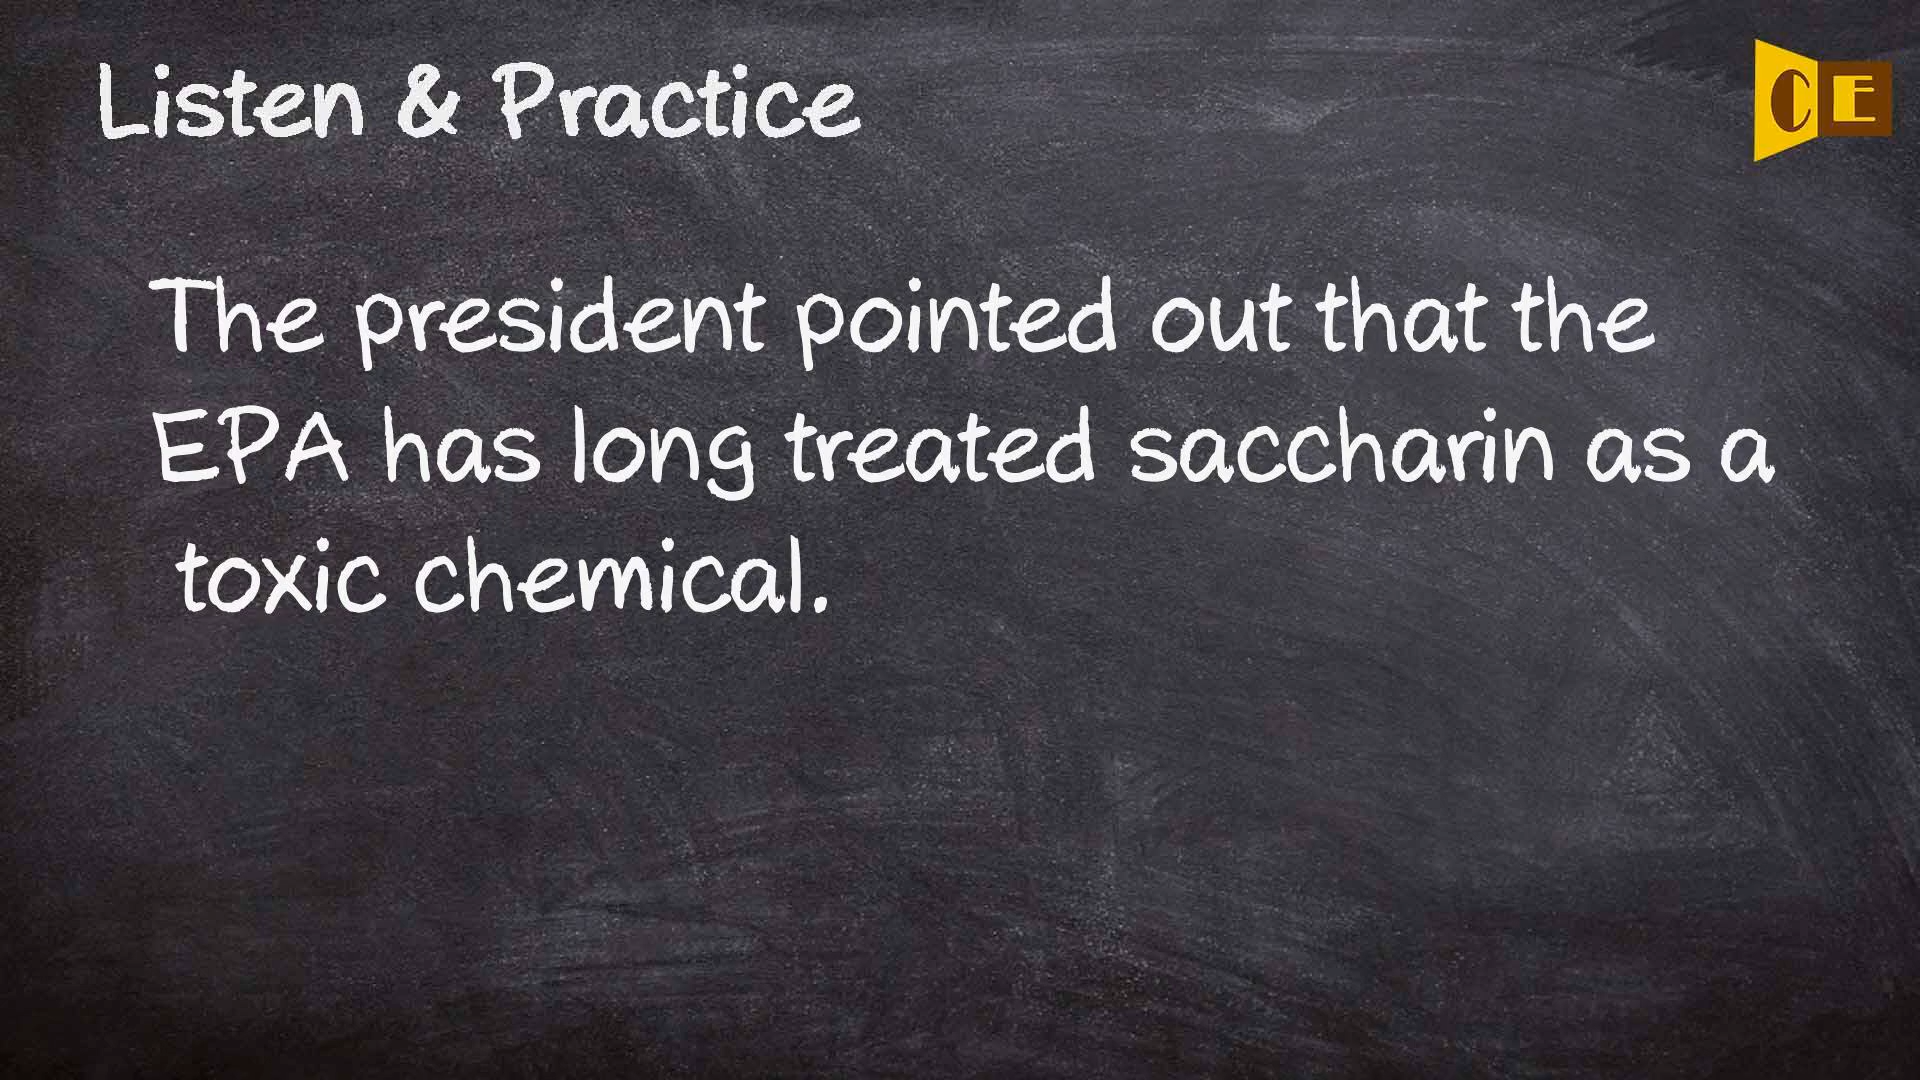 Listen & Practice
CE
The president pointed out that the
EPA has long treated saccharin as a
toxic chemical.